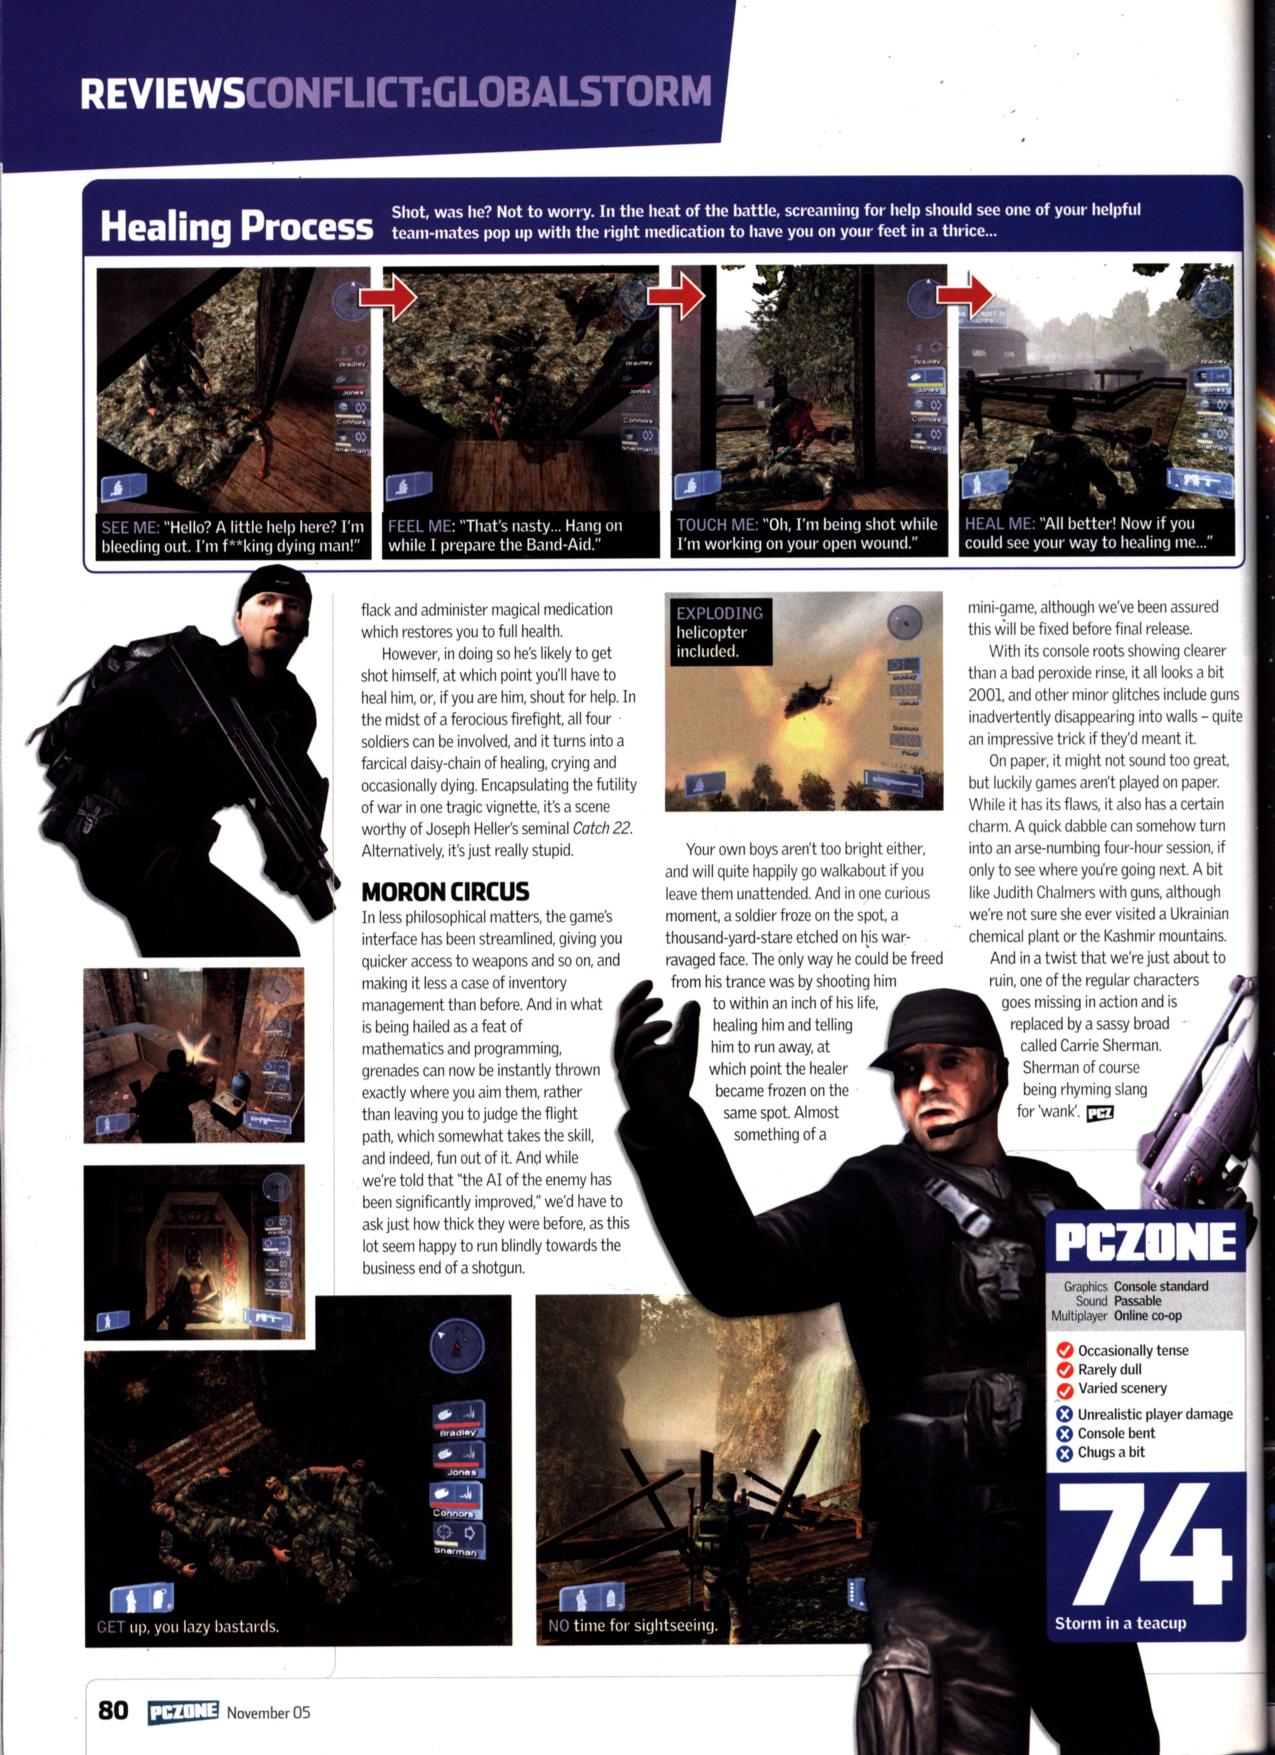 REVIEWSCONFLICT:GLOBALSTORM
Healing Process
Shot, was he? Not to worry. In the heat of the battle, screaming for help should see one of your helpful
team-mates pop up with the right medication to have you on your feet in a thrice...
SEE ME: “Hello? A little help here? I'm
bleeding out. I'm f**king dying man!”
FEEL ME: “That's nasty... Hang on
while I prepare the Band-Aid.”
TOUCH ME: “Oh, I'm being shot while
I'm working on your open wound.”
HEAL ME: “All better! Now if you
could see your way to healing me...”
Bradley
Jones
Connors
Sherman
flack and administer magical medication
which restores you to full health.
However, in doing so he's likely to get
shot himself, at which point you'll have to
heal him, or, if you are him, shout for help. In
the midst of a ferocious firefight, all four
soldiers can be involved, and it turns into a
farcical daisy-chain of healing, crying and
occasionally dying. Encapsulating the futility
of war in one tragic vignette, it's a scene
worthy of Joseph Heller's seminal Catch 22.
Alternatively, it's just really stupid.
MORON CIRCUS
In less philosophical matters, the game's
interface has been streamlined, giving you
quicker access to weapons and so on, and
making it less a case of inventory
management than before. And in what
is being hailed as a feat of
mathematics and programming,
grenades can now be instantly thrown
exactly where you aim them, rather
than leaving you to judge the flight
path, which somewhat takes the skill,
and indeed, fun out of it. And while
we're told that “the AI of the enemy has
been significantly improved,” we'd have to
ask just how thick they were before, as this
lot seem happy to run blindly towards the
business end of a shotgun.
EXPLODING
helicopter
included.
Your own boys aren't too bright either,
and will quite happily go walkabout if you
leave them unattended. And in one curious
moment, a soldier froze on the spot, a
thousand-yard-stare etched on his war-
ravaged face. The only way he could be freed
from his trance was by shooting him
to within an inch of his life,
healing him and telling
him to run away, at
which point the healer
became frozen on the
same spot. Almost
something of a
mini-game, although we've been assured
this will be fixed before final release.
With its console roots showing clearer
than a bad peroxide rinse, it all looks a bit
2001, and other minor glitches include guns
inadvertently disappearing into walls – quite
an impressive trick if they'd meant it.
On paper, it might not sound too great,
but luckily games aren't played on paper.
While it has its flaws, it also has a certain
charm. A quick dabble can somehow turn
into an arse-numbing four-hour session, if
only to see where you're going next. A bit
like Judith Chalmers with guns, although
we're not sure she ever visited a Ukrainian
chemical plant or the Kashmir mountains.
And in a twist that we're just about to
ruin, one of the regular characters
goes missing in action and is
replaced by a sassy broad
called Carrie Sherman.
Sherman of course
being rhyming slang
for ‘wank’. PCZ
Bradley
Jones
Connors
Sherman
GET up, you lazy bastards.
NO time for sightseeing.
PCZONE
Graphics Console standard
Sound Passable
Multiplayer Online co-op
Occasionally tense
Rarely dull
Varied scenery
Unrealistic player damage
Console bent
Chugs a bit
74
Storm in a teacup
80 PCZONE November 05